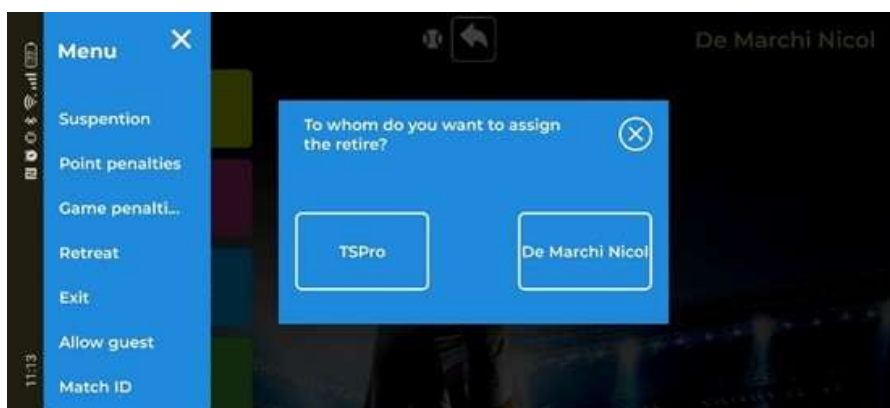 Menu
Suspention
Point penalties
Game penalti...
Retreat
Exit
Allow guest
Match ID
11:13
De Marchi Nicol
To whom do you want to assign
the retire?
TSPro
De Marchi Nicol